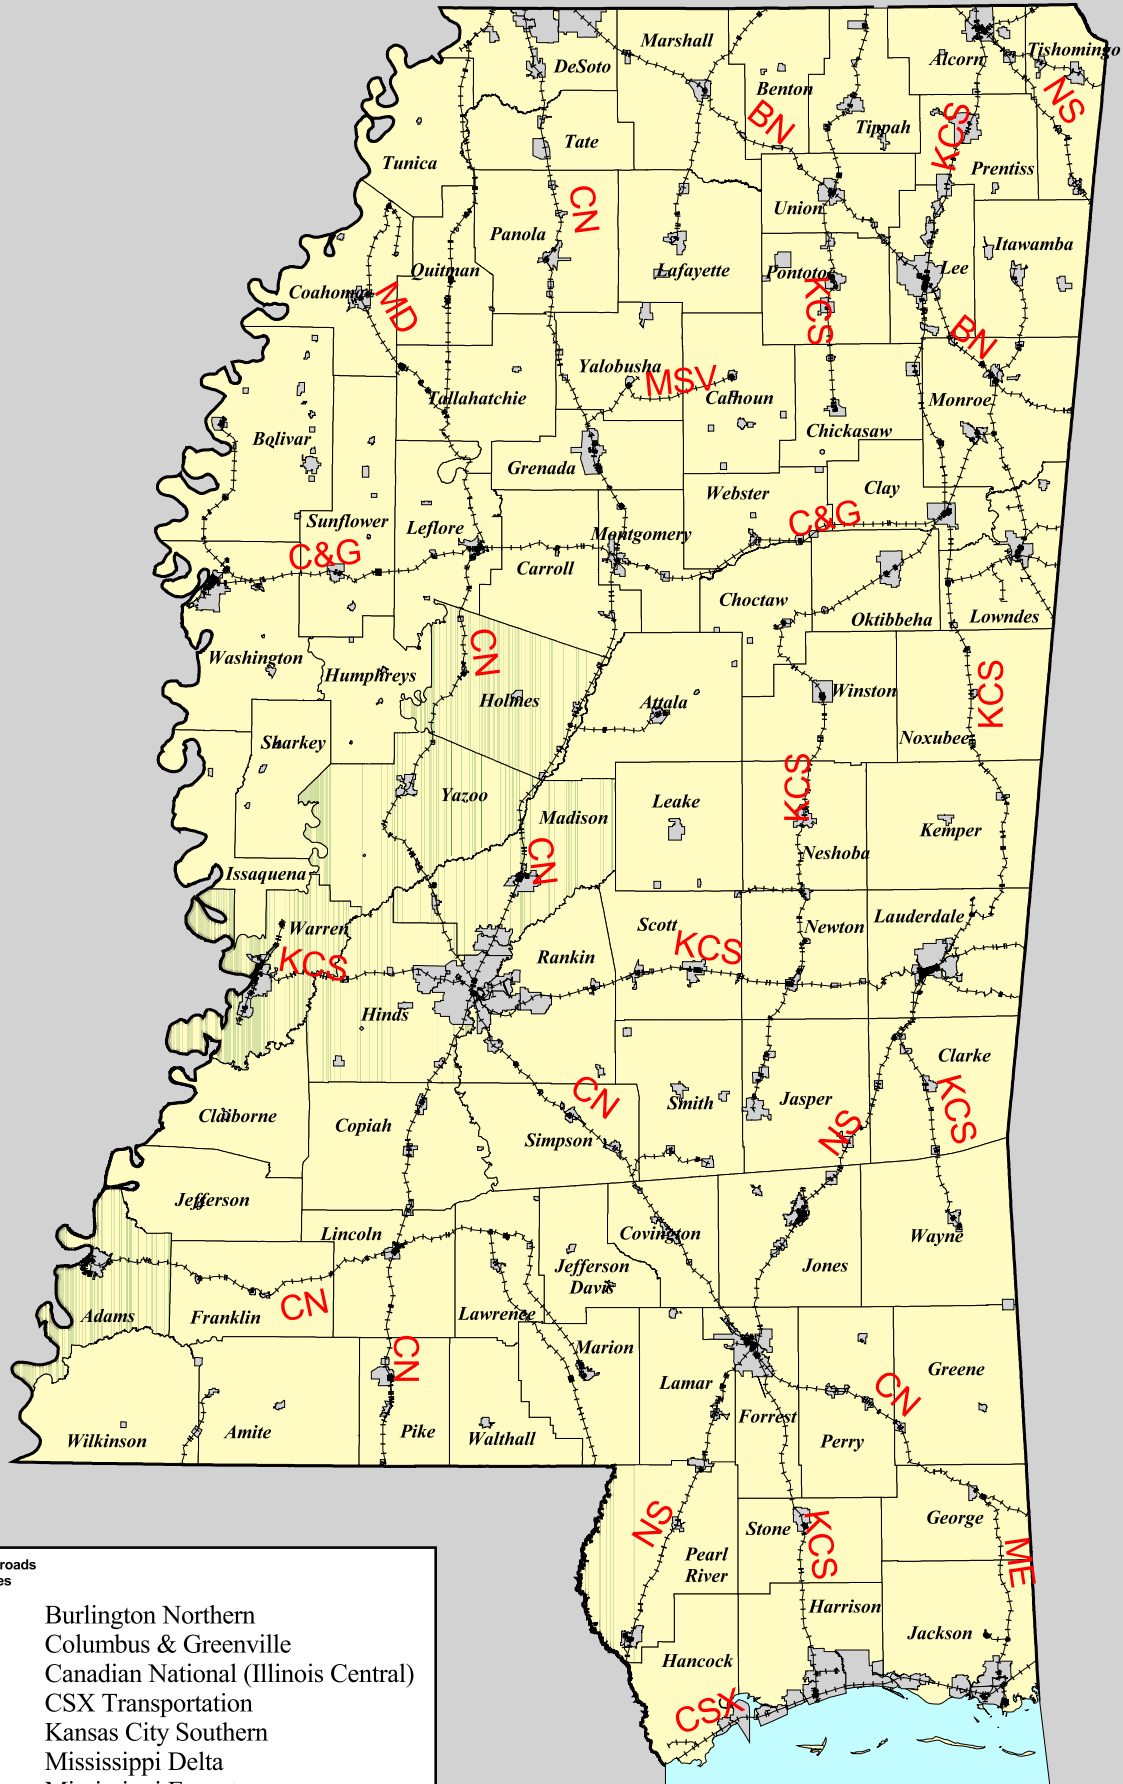 Marshall
DeSoto
Alcorn
Tishomingo
Benton
NS
BN
Tippah
KCS
Tate
Tunica
Prentiss
CN
Union
Panola
Itawamba
Quitman
Lafayette
Pontotoc
Lee
Coahoma
MD
KCS
BN
Yalobusha
MSV
Tallahatchie
Calhoun
Monroe
Bolivar
Chickasaw
Grenada
Webster
Clay
Sunflower
Leflore
C&G
Montgomery
C&G
Carroll
Choctaw
Oktibbeha
Lowndes
Washington
CN
Humphreys
Holmes
Attala
Winston
KCS
Sharkey
Noxubee
KCS
Yazoo
Leake
Madison
Kemper
Neshoba
CN
Issaquena
Warren
Scott
Newton
Lauderdale
KCS
KCS
Rankin
Hinds
Clarke
CN
Smith
Jasper
KCS
Claiborne
Copiah
Simpson
NS
Jefferson
Lincoln
Covington
Wayne
Jefferson
Davis
Jones
CN
Adams
Franklin
Lawrence
CN
Marion
Greene
Lamar
CN
Forrest
Wilkinson
Amite
Pike
Walthall
Perry
NS
Stone
KCS
George
Pearl
River
ME
Harrison
Jackson
Hancock
CSX
roads
es
Burlington Northern
Columbus & Greenville
Canadian National (Illinois Central)
CSX Transportation
Kansas City Southern
Mississippi Delta